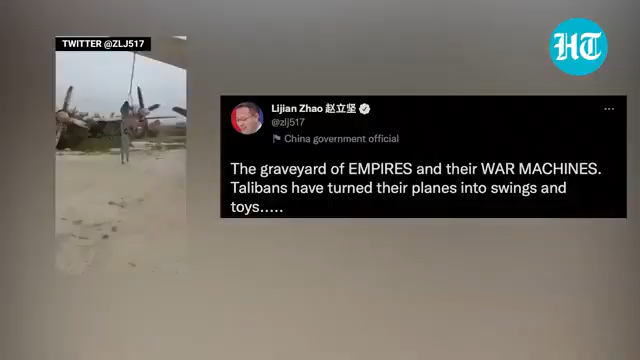 TWITTER @ZLJ517
HT
Lijian Zhao 赵立坚
@zlj517
China government official
The graveyard of EMPIRES and their WAR MACHINES.
Talibans have turned their planes into swings and
toys.....